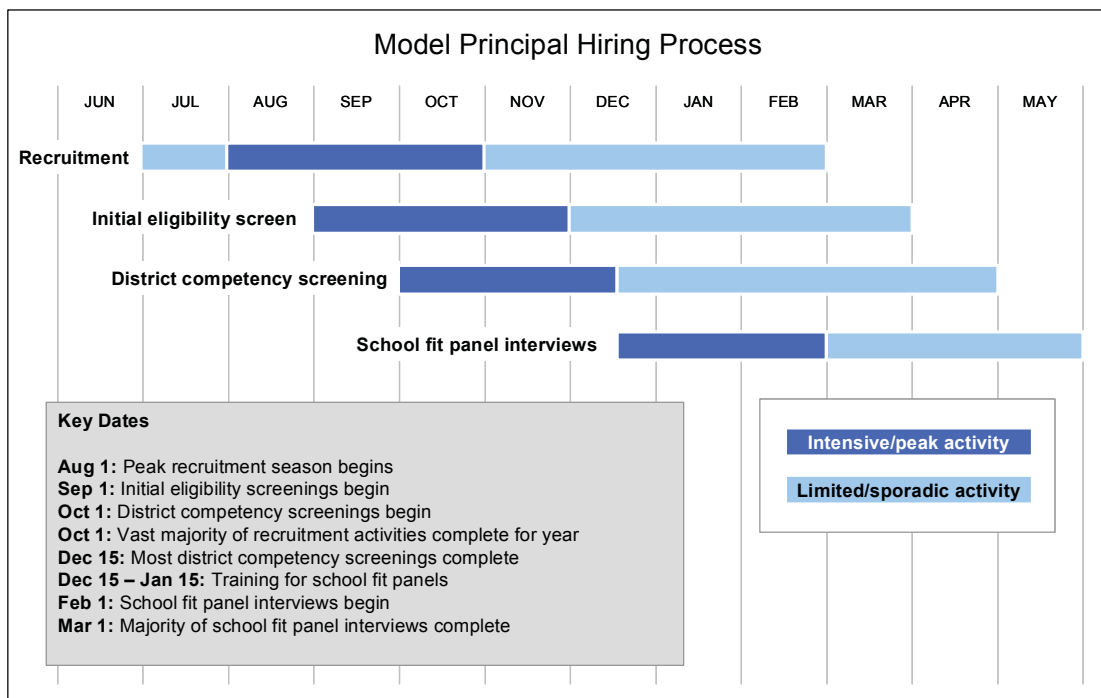 Model Principal Hiring Process
JUN JUL AUG SEP OCT NOV DEC JAN FEB MAR APR MAY
Recruitment
Initial eligibility screen
District competency screening
School fit panel interviews
Key Dates
Aug 1: Peak recruitment season begins
Sep 1: Initial eligibility screenings begin
Oct 1: District competency screenings begin
Oct 1: Vast majority of recruitment activities complete for year
Dec 15: Most district competency screenings complete
Dec 15 – Jan 15: Training for school fit panels
Feb 1: School fit panel interviews begin
Mar 1: Majority of school fit panel interviews complete
Intensive/peak activity
Limited/sporadic activity